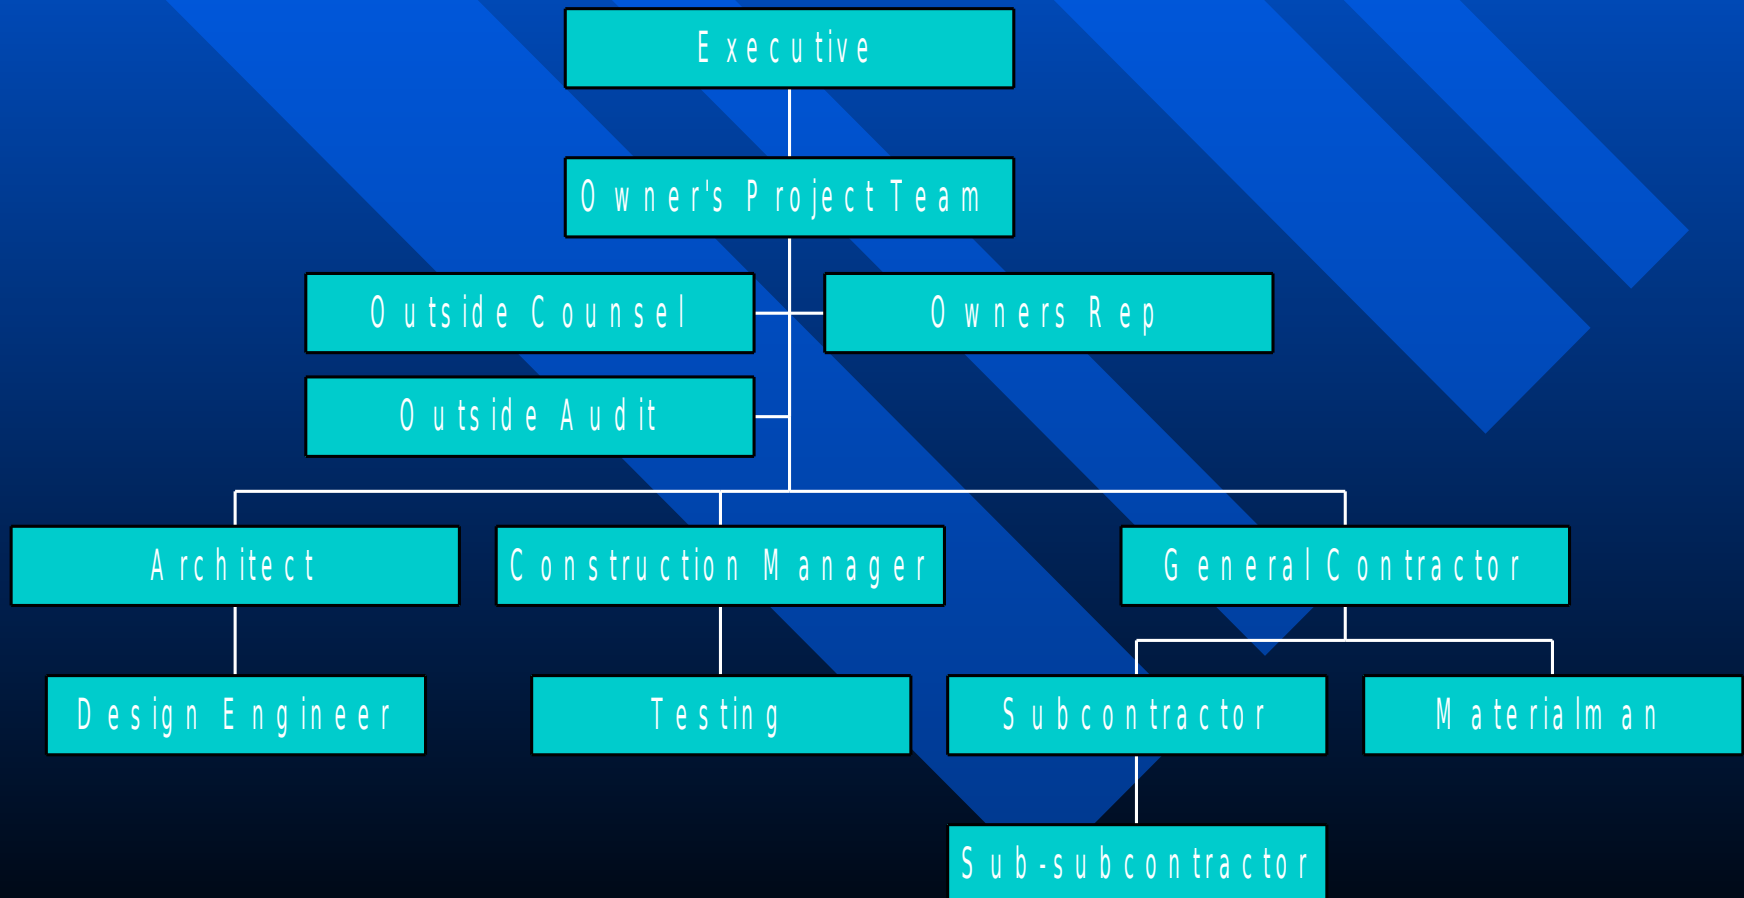 Executive
Owner's Project Team
Outside Counsel
Owners Rep
Outside Audit
Architect
Construction Manager
General Contractor
Design Engineer
Testing
Subcontractor
Materialman
Sub-subcontractor